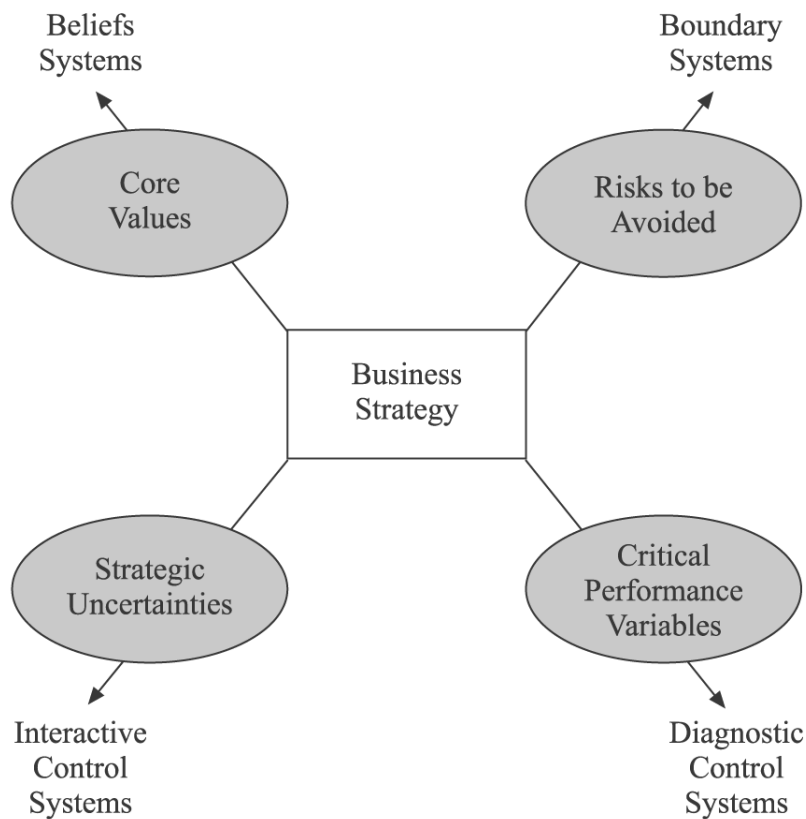 Beliefs
Systems
Boundary
Systems
Core
Values
Risks to be
Avoided
Business
Strategy
Strategic
Uncertainties
Critical
Performance
Variables
Interactive
Control
Systems
Diagnostic
Control
Systems